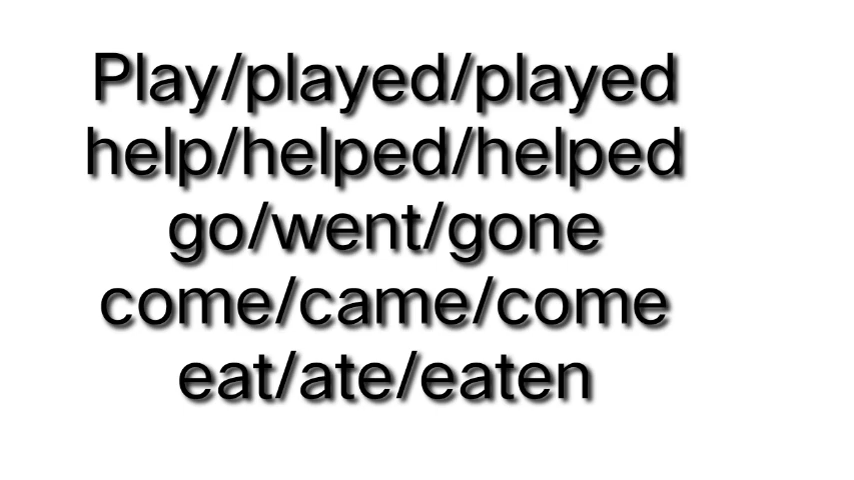 Play/played/played
help/helped/helped
go/went/gone
come/came/come
eat/ate/eaten